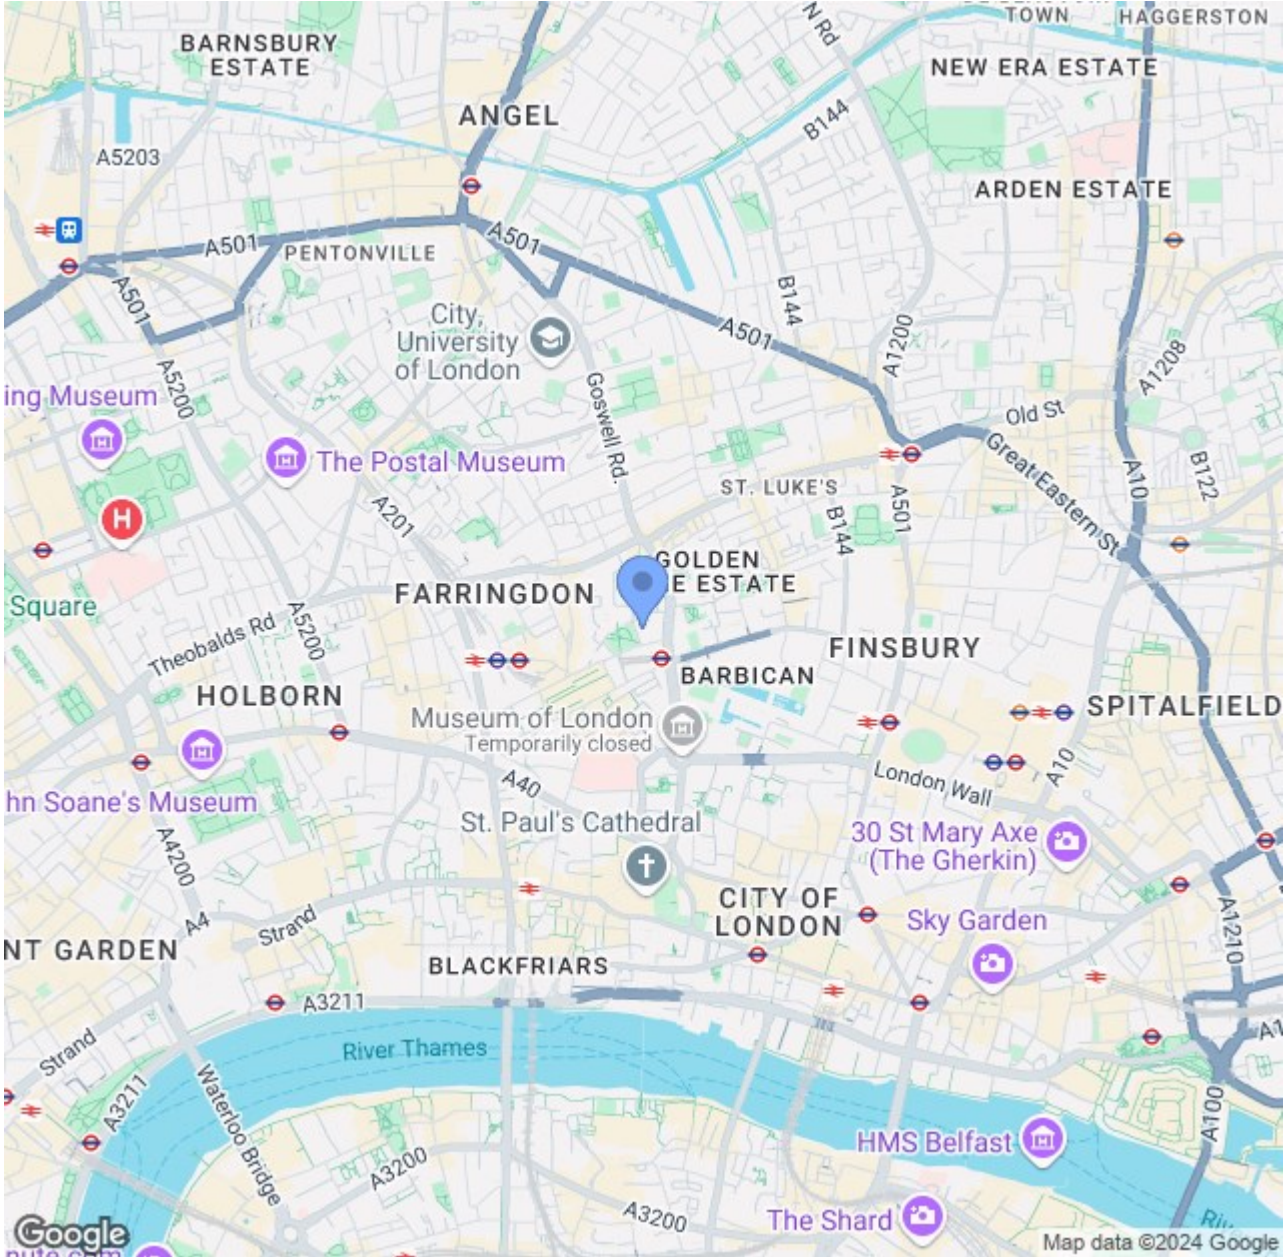 TOWN
HAGGERSTON
N Rd
BARNSBURY
ESTATE
NEW ERA ESTATE
ANGEL
B144
A5203
ARDEN ESTATE
A501
PENTONVILLE
A501
A501
B144
City,
University
of London
A501
A1200
A1208
A5200
ing Museum
Goswell Rd.
Old St
The Postal Museum
Great Eastern St
A10
B122
ST. LUKE'S
A201
B144
A501
H
GOLDEN
E ESTATE
FARRINGDON
Square
Theobalds Rd
A5200
FINSBURY
BARBICAN
HOLBORN
SPITALFIELD
Museum of London
Temporarily closed
A40
London Wall
A10
hn Soane's Museum
St. Paul's Cathedral
30 St Mary Axe
(The Gherkin)
A4200
CITY OF
LONDON
Sky Garden
A4
Strand
A1210
NT GARDEN
BLACKFRIARS
A3211
Strand
River Thames
A1
A3211
Waterloo Bridge
A100
HMS Belfast
A3200
A3200
The Shard
Riv
Google
Map data ©2024 Google